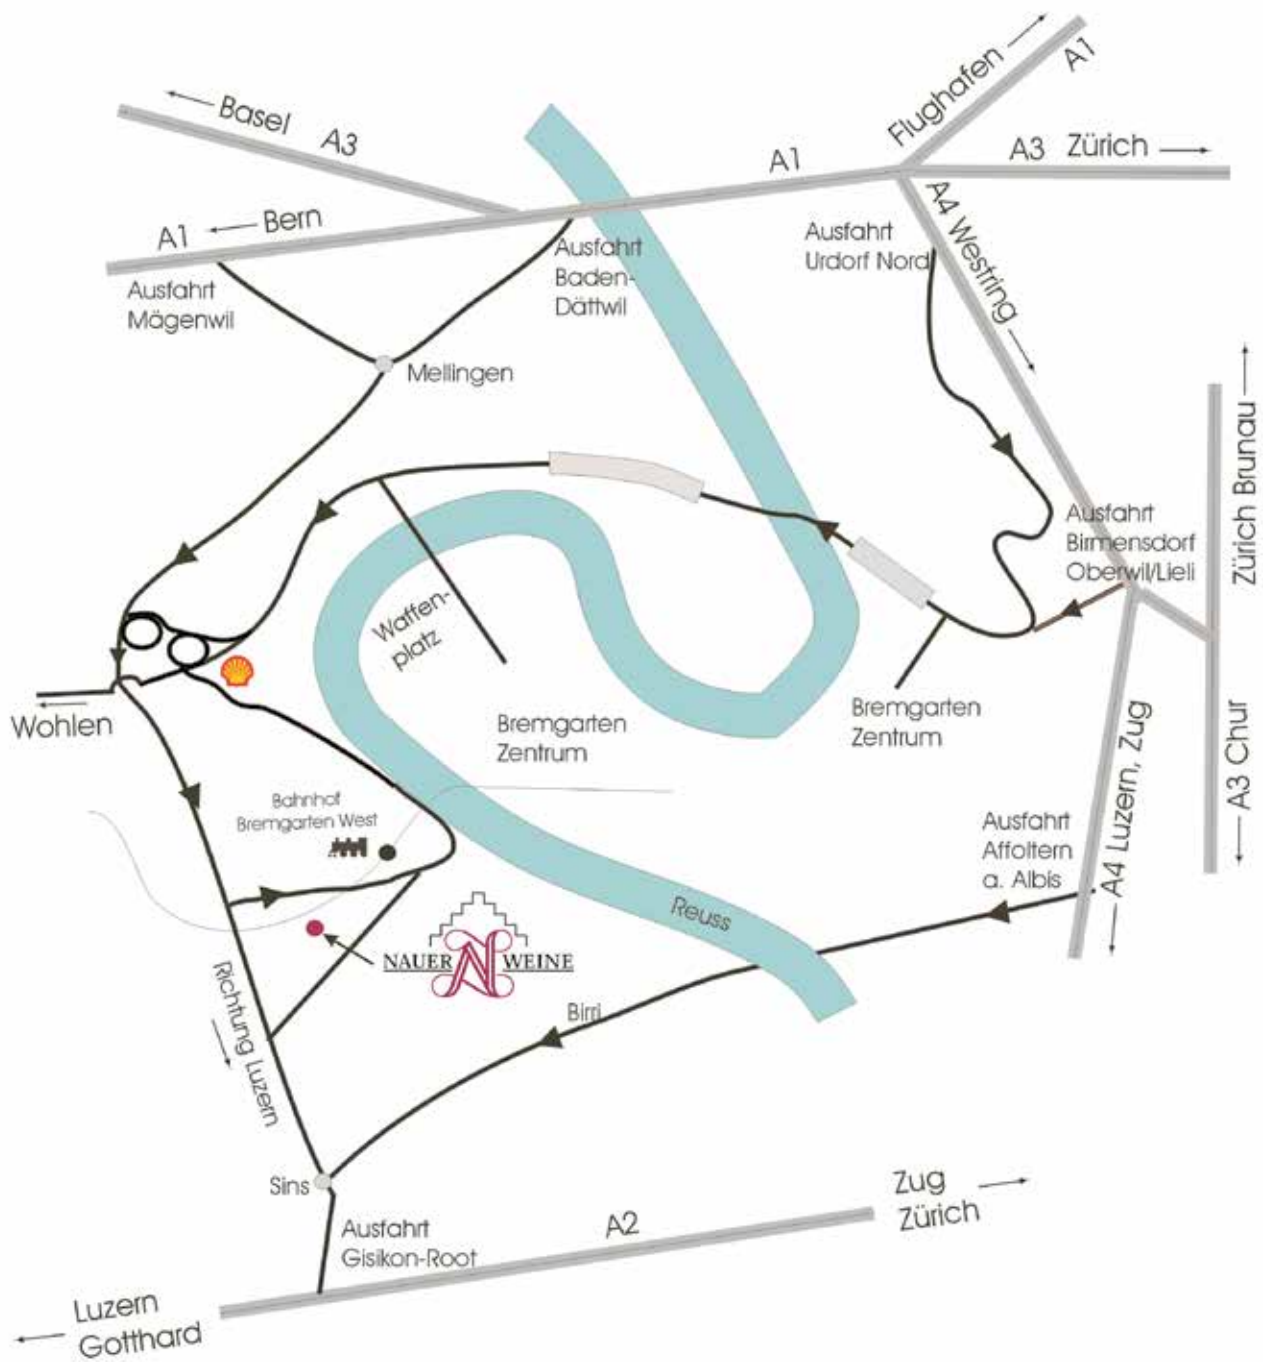 Flughafen
A1
Basel
A3
A1
A3 Zürich
A1
Bern
A4 Westring
Ausfahrt
Urdorf Nord
Ausfahrt
Baden-
Dättwil
Ausfahrt
Mägenwil
Mellingen
Zürich Brunau
Ausfahrt
Birmensdorf
Oberwil/Lieli
Waffen-
platz
Wohlen
Bremgarten
Zentrum
Bremgarten
Zentrum
A4 Luzern, Zug
A3 Chur
Bahnhof
Bremgarten West
Ausfahrt
Affoltern
a. Albis
Reuss
NAUER N WEINE
Richtung Luzern
Birri
Sins
Zug
Zürich
Ausfahrt
Gisikon-Root
A2
Luzern
Gotthard